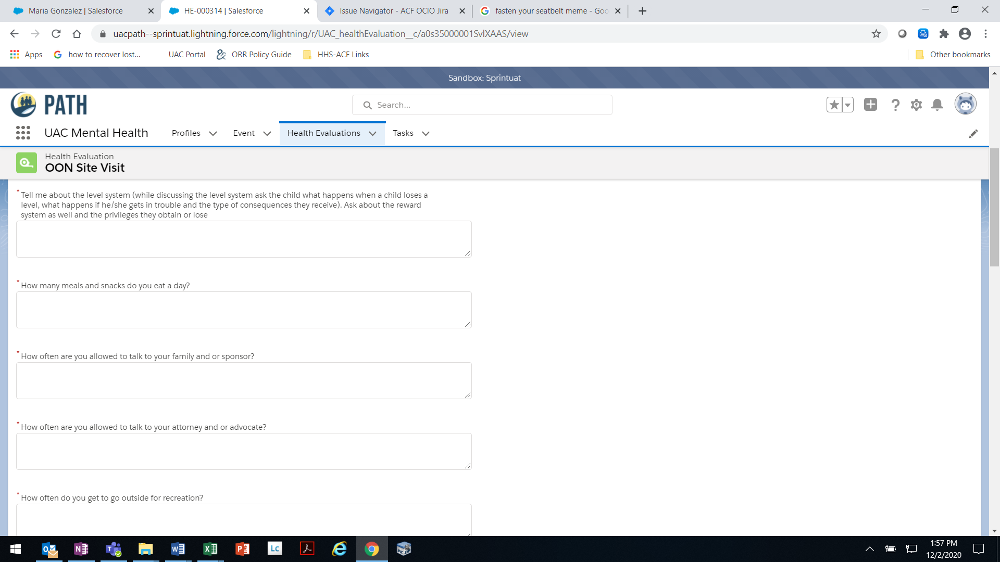 Maria Gonzalez | Salesforce
HE-000314 | Salesforce
Issue Navigator - ACF OCIO Jira
fasten your seatbelt meme - Goo
uacpath--sprintuat.lightning.force.com/lightning/r/UAC_healthEvaluation__c/a0s35000001SvlXAAS/view
Apps
how to recover lost...
UAC Portal
ORR Policy Guide
HHS-ACF Links
Other bookmarks
Sandbox: Sprintuat
PATH
Search...
UAC Mental Health
Profiles
Event
Health Evaluations
Tasks
Health Evaluation
OON Site Visit
* Tell me about the level system (while discussing the level system ask the child what happens when a child loses a
level, what happens if he/she gets in trouble and the type of consequences they receive). Ask about the reward
system as well and the privileges they obtain or lose
* How many meals and snacks do you eat a day?
* How often are you allowed to talk to your family and or sponsor?
* How often are you allowed to talk to your attorney and or advocate?
* How often do you get to go outside for recreation?
Lc
1:57 PM
12/2/2020